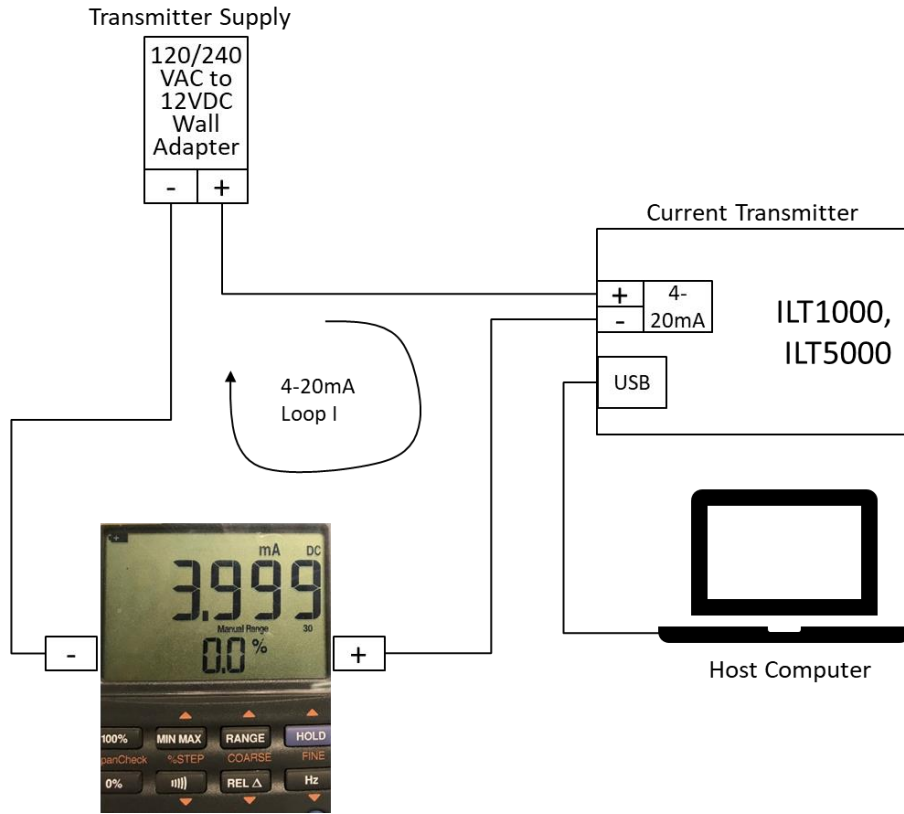 Transmitter Supply
120/240
VAC to
12VDC
Wall
Adapter
- +
Current Transmitter
+ 4-
- 20mA
ILT1000,
ILT5000
USB
4-20mA
Loop I
mA DC
3.999
Manual Range 30
0.0 %
- +
Host Computer
100% MIN MAX RANGE HOLD
panCheck %STEP COARSE FINE
0% REL Δ Hz